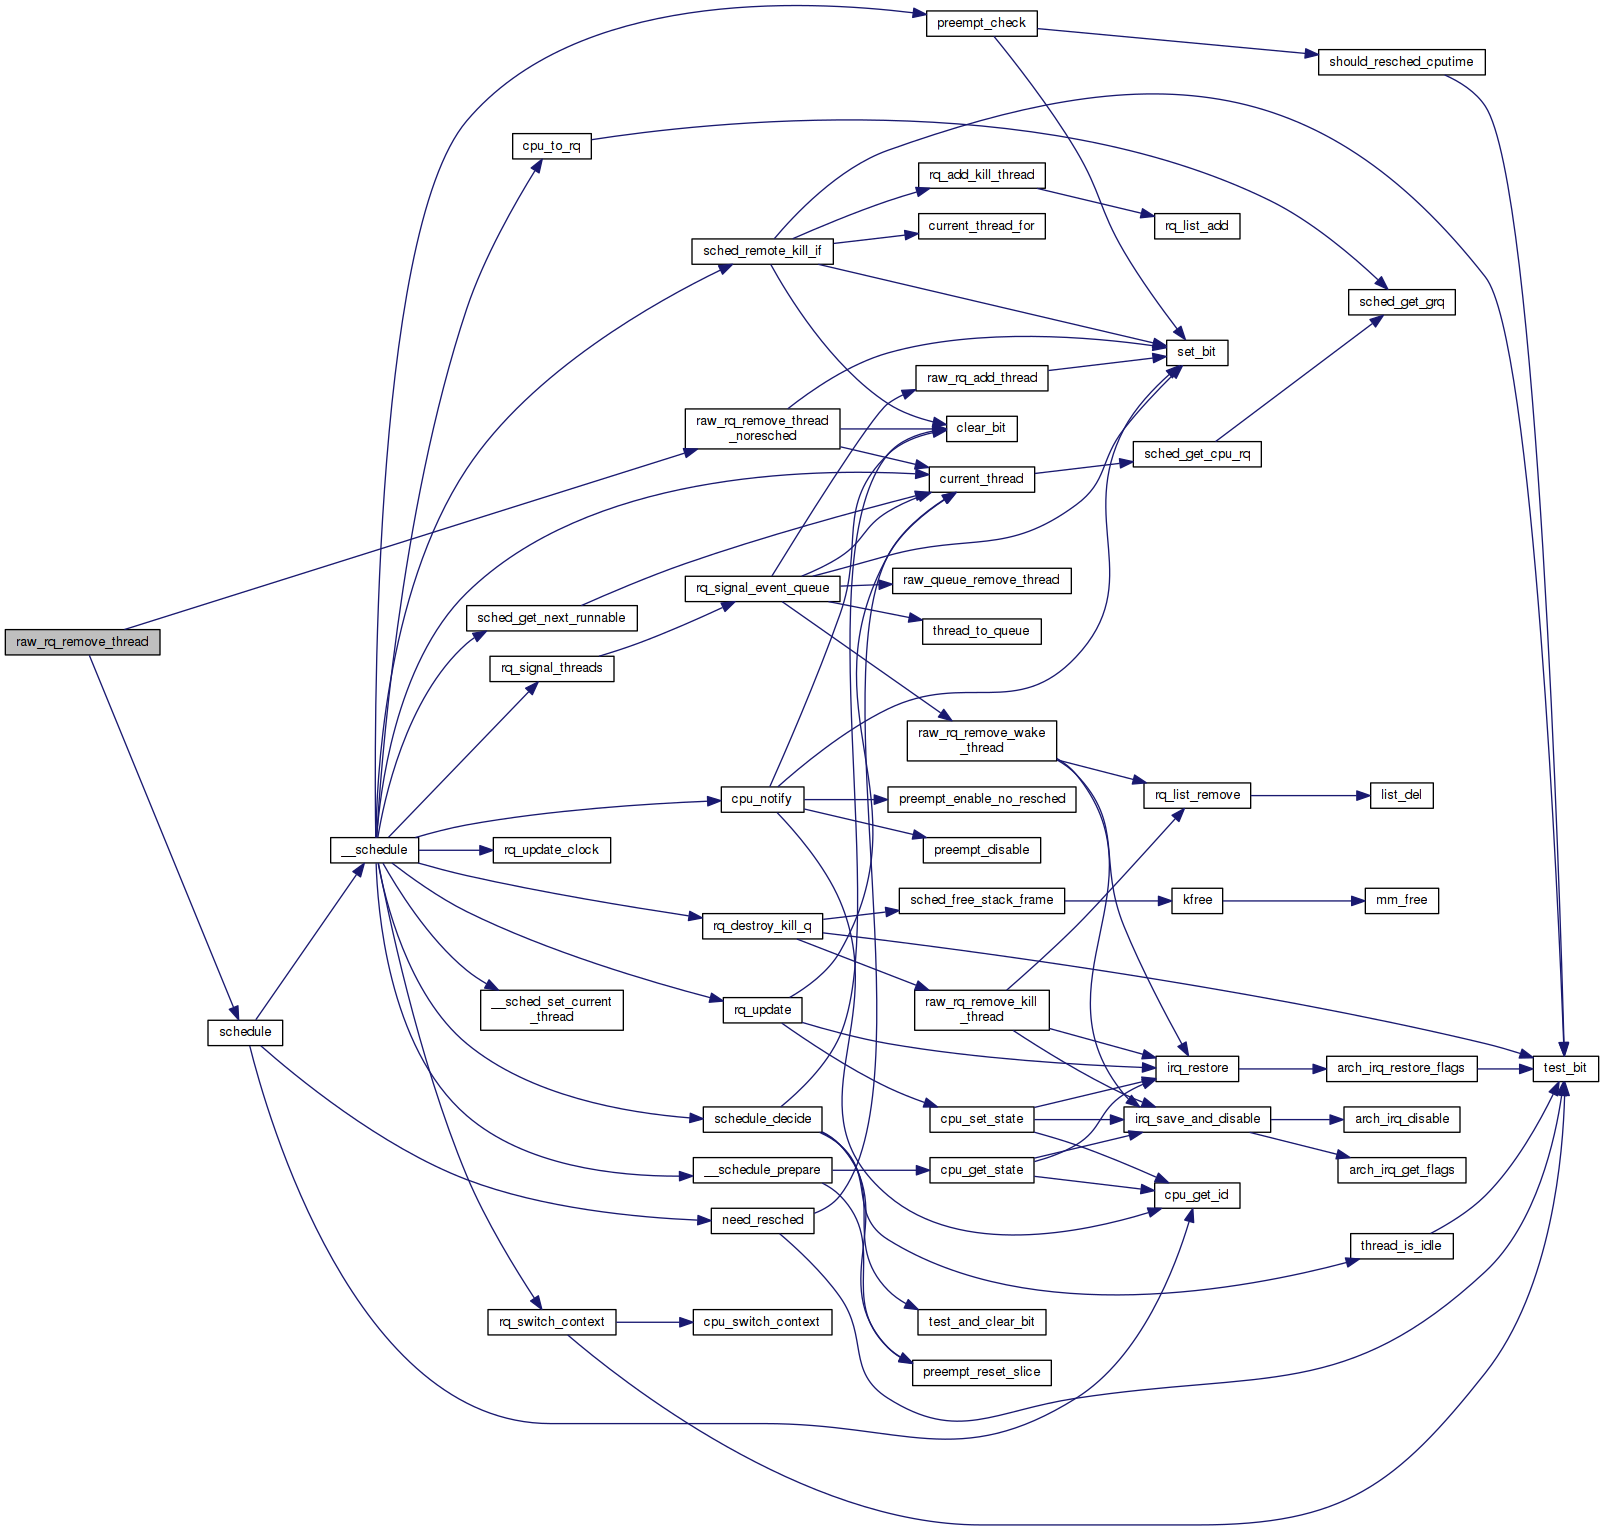 preempt_check
should_resched_cputime
cpu_to_rq
rq_add_kill_thread
rq_list_add
current_thread_for
sched_remote_kill_if
sched_get_grq
set_bit
raw_rq_add_thread
raw_rq_remove_thread
_noresched
clear_bit
sched_get_cpu_rq
current_thread
raw_queue_remove_thread
rq_signal_event_queue
sched_get_next_runnable
thread_to_queue
raw_rq_remove_thread
rq_signal_threads
raw_rq_remove_wake
_thread
rq_list_remove
list_del
cpu_notify
preempt_enable_no_resched
__schedule
rq_update_clock
preempt_disable
sched_free_stack_frame
kfree
mm_free
rq_destroy_kill_q
__sched_set_current
_thread
raw_rq_remove_kill
_thread
rq_update
schedule
irq_restore
arch_irq_restore_flags
test_bit
schedule_decide
cpu_set_state
irq_save_and_disable
arch_irq_disable
__schedule_prepare
cpu_get_state
arch_irq_get_flags
cpu_get_id
need_resched
thread_is_idle
rq_switch_context
cpu_switch_context
test_and_clear_bit
preempt_reset_slice